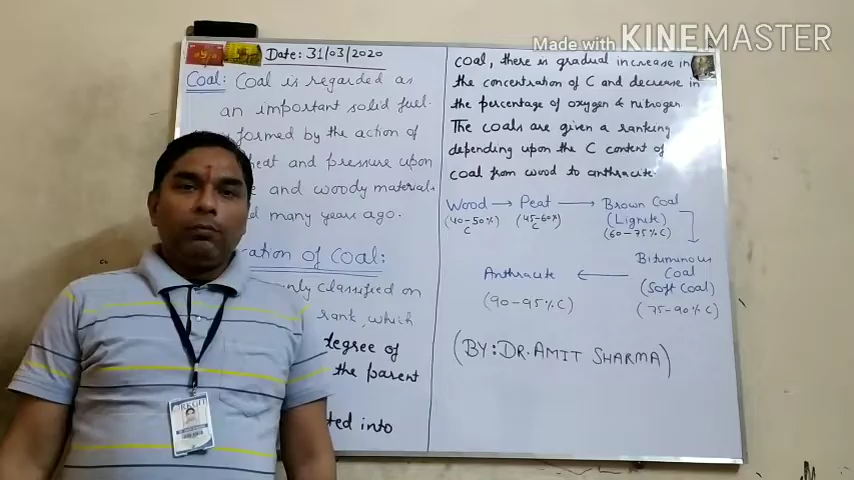 Made with KINEMASTER
Date: 31/03/2020
Coal: Coal is regarded as
an important solid fuel.
formed by the action of
heat and pressure upon
and woody materials
many years ago.
of Coal:
classified on
rank, which
degree of
the parent
into
coal, there is gradual increase in
the concentration of C and decrease in
the percentage of oxygen & nitrogen.
The coals are given a ranking
depending upon the C content of
coal from wood to anthracite.
Wood → Peat → Brown Coal
(Lignite)
(40-50% C) (45-60% C) (60-75% C)
Bituminous
Coal
(Soft Coal)
(75-90% C)
Anthracite ←
(90-95% C)
(BY: DR. AMIT SHARMA)
RKGIT